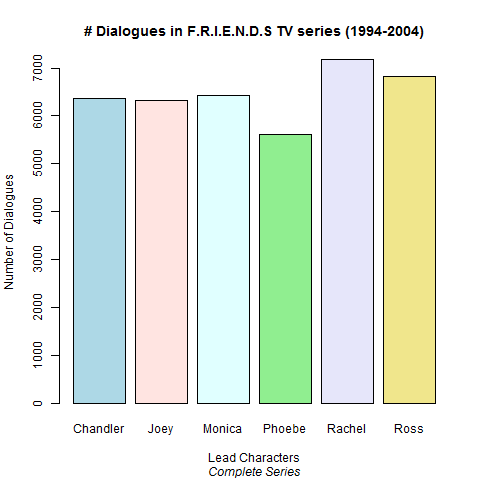 # Dialogues in F.R.I.E.N.D.S TV series (1994-2004)
Number of Dialogues
7000
6000
5000
4000
3000
2000
1000
0
Chandler Joey Monica Phoebe Rachel Ross
Lead Characters
Complete Series